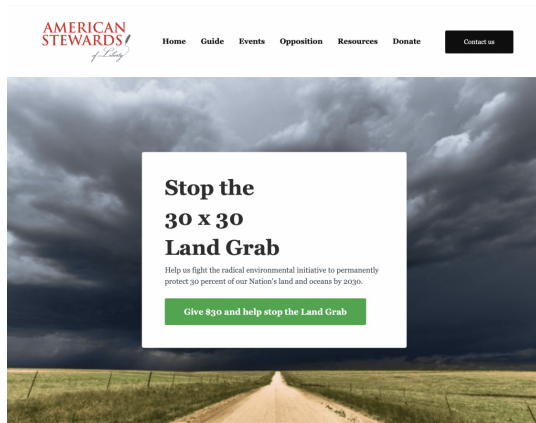 AMERICAN
STEWARDS
of Liberty
Home Guide Events Opposition Resources Donate Contact us
Stop the
30 x 30
Land Grab
Help us fight the radical environmental initiative to permanently
protect 30 percent of our Nation's land and oceans by 2030.
Give $30 and help stop the Land Grab